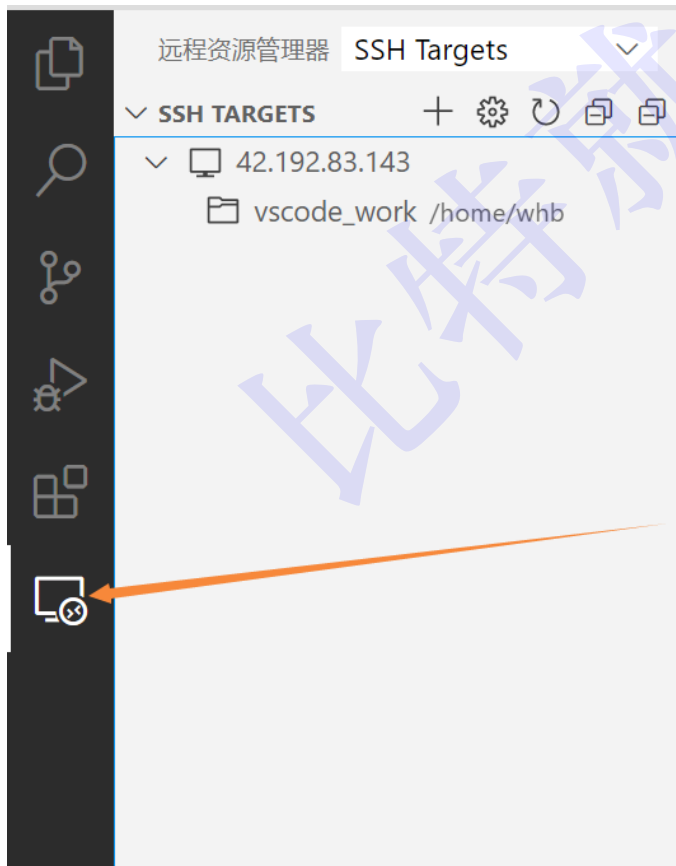 远程资源管理器 SSH Targets
SSH TARGETS
42.192.83.143
vscode_work /home/whb
比特就